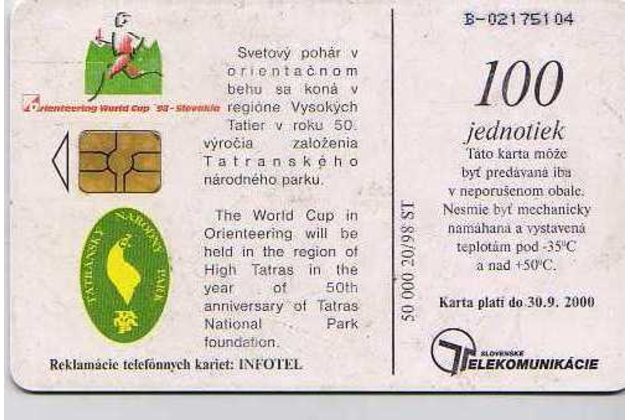 B-02175104
Orienteering World Cup '98 - Slovakia
Svetový pohár v
orientačnom
behu sa koná v
regióne Vysokých
Tatier v roku 50.
výročia založenia
Tatranského
národného parku.
The World Cup in
Orienteering will be
held in the region of
High Tatras in the
year of 50th
anniversary of Tatras
National Park
foundation.
TATRANSKÝ NÁRODNÝ PARK
Reklamácie telefónnych kariet: INFOTEL
50 000 20/98 ST
100
jednotiek
Táto karta môže
byť predávaná iba
v neporušenom obale.
Nesmie byť mechanicky
namáhaná a vystavená
teplotám pod -35ºC
a nad +50ºC.
Karta platí do 30.9. 2000
SLOVENSKÉ
TELEKOMUNIKÁCIE